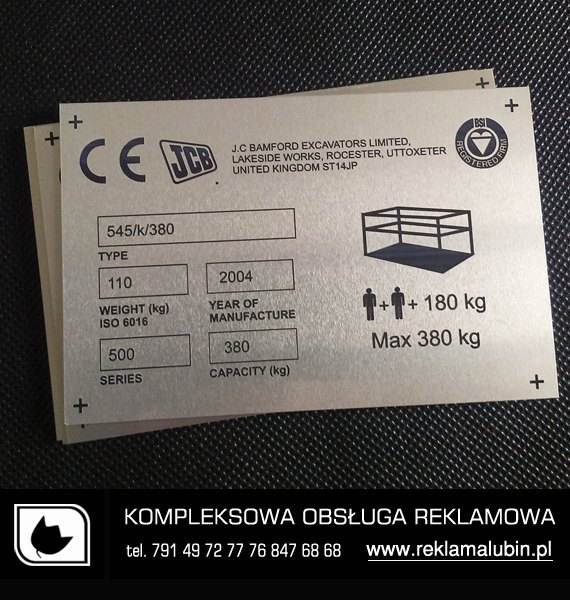 CE
JCB
J.C BAMFORD EXCAVATORS LIMITED,
LAKESIDE WORKS, ROCESTER, UTTOXETER
UNITED KINGDOM ST14JP
BSI
REGISTERED FIRM
545/k/380
TYPE
110
WEIGHT (kg)
ISO 6016
2004
YEAR OF
MANUFACTURE
500
SERIES
380
CAPACITY (kg)
+ + 180 kg
Max 380 kg
KOMPLEKSOWA OBSŁUGA REKLAMOWA
tel. 791 49 72 77 76 847 68 68 www.reklamalubin.pl